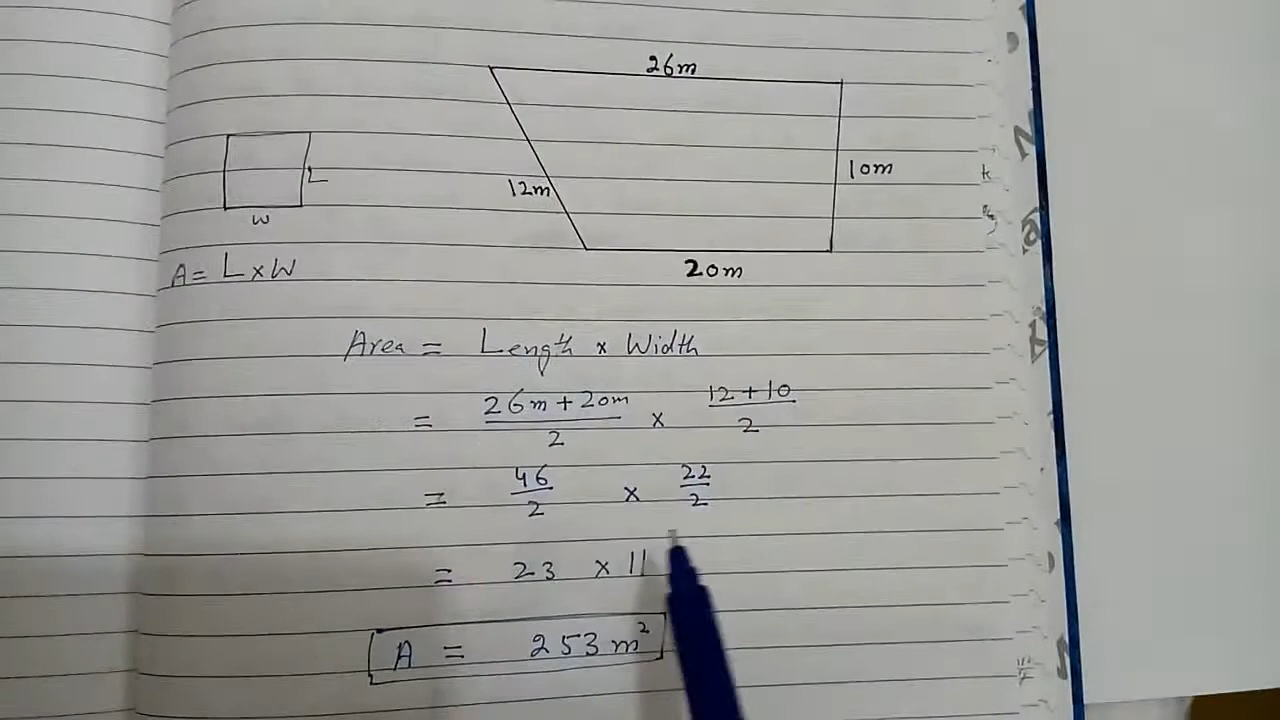 26m
12m
10m
20m
L
W
A = L x W
Area = Length x Width
= 26m + 20m / 2 x 12 + 10 / 2
= 46 / 2 x 22 / 2
= 23 x 11
A = 253 m²